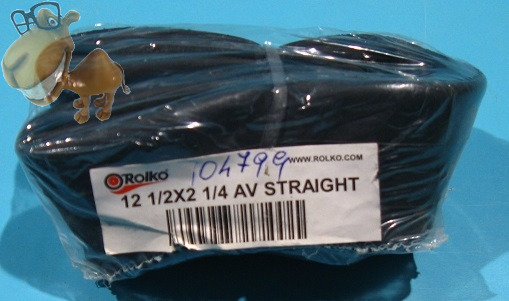 Rolko
104799
WWW.ROLKO.COM
12 1/2X2 1/4 AV STRAIGHT